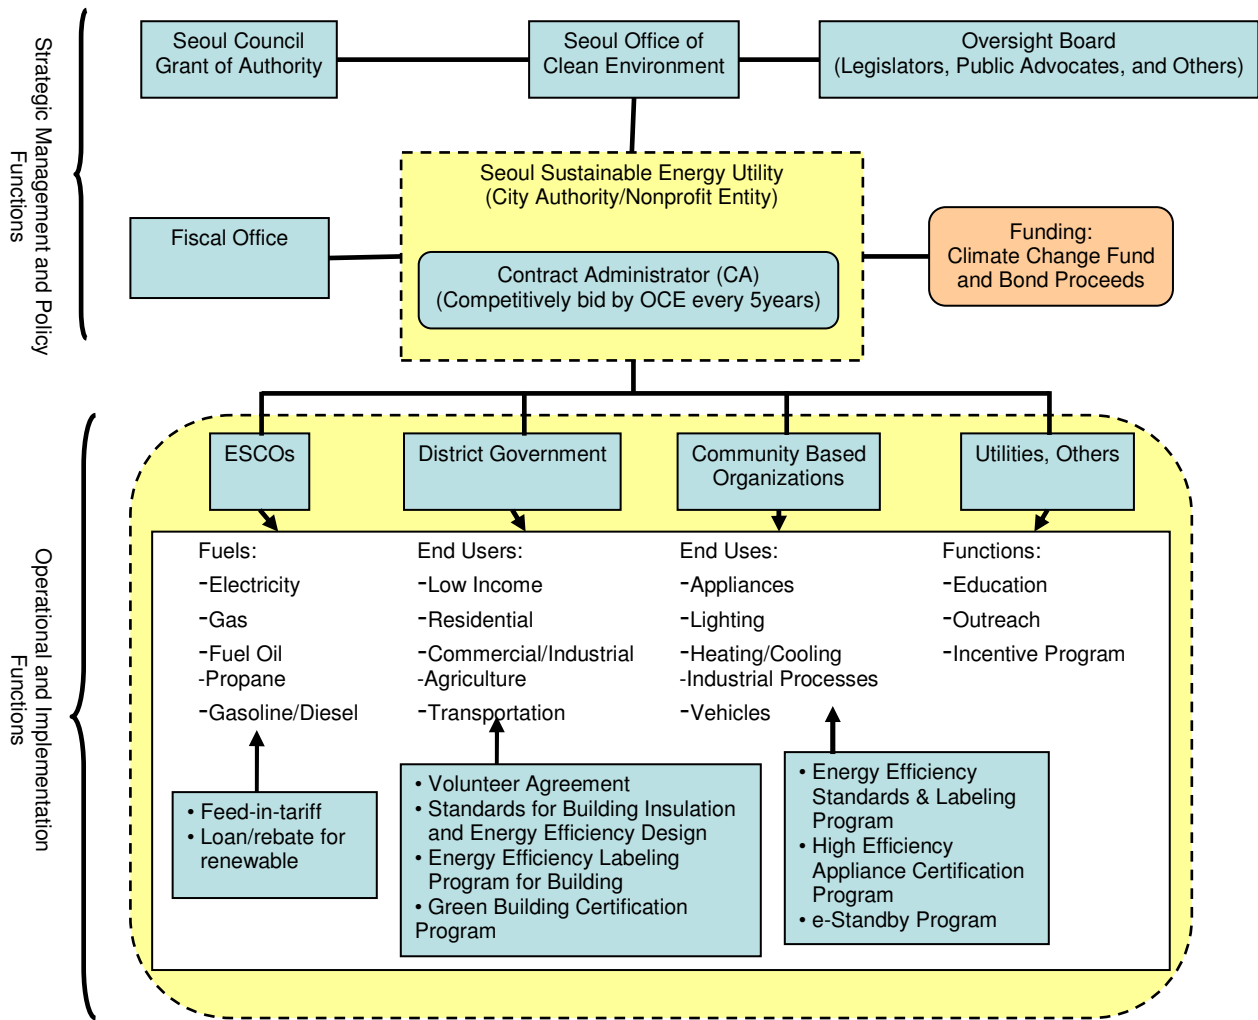 Strategic Management and Policy
Functions
Seoul Council
Grant of Authority
Seoul Office of
Clean Environment
Oversight Board
(Legislators, Public Advocates, and Others)
Seoul Sustainable Energy Utility
(City Authority/Nonprofit Entity)
Fiscal Office
Contract Administrator (CA)
(Competitively bid by OCE every 5years)
Funding:
Climate Change Fund
and Bond Proceeds
Operational and Implementation
Functions
ESCOs
District Government
Community Based
Organizations
Utilities, Others
Fuels:
-Electricity
-Gas
-Fuel Oil
-Propane
-Gasoline/Diesel
End Users:
-Low Income
-Residential
-Commercial/Industrial
-Agriculture
-Transportation
End Uses:
-Appliances
-Lighting
-Heating/Cooling
-Industrial Processes
-Vehicles
Functions:
-Education
-Outreach
-Incentive Program
• Feed-in-tariff
• Loan/rebate for
renewable
• Volunteer Agreement
• Standards for Building Insulation
and Energy Efficiency Design
• Energy Efficiency Labeling
Program for Building
• Green Building Certification
Program
• Energy Efficiency
Standards & Labeling
Program
• High Efficiency
Appliance Certification
Program
• e-Standby Program